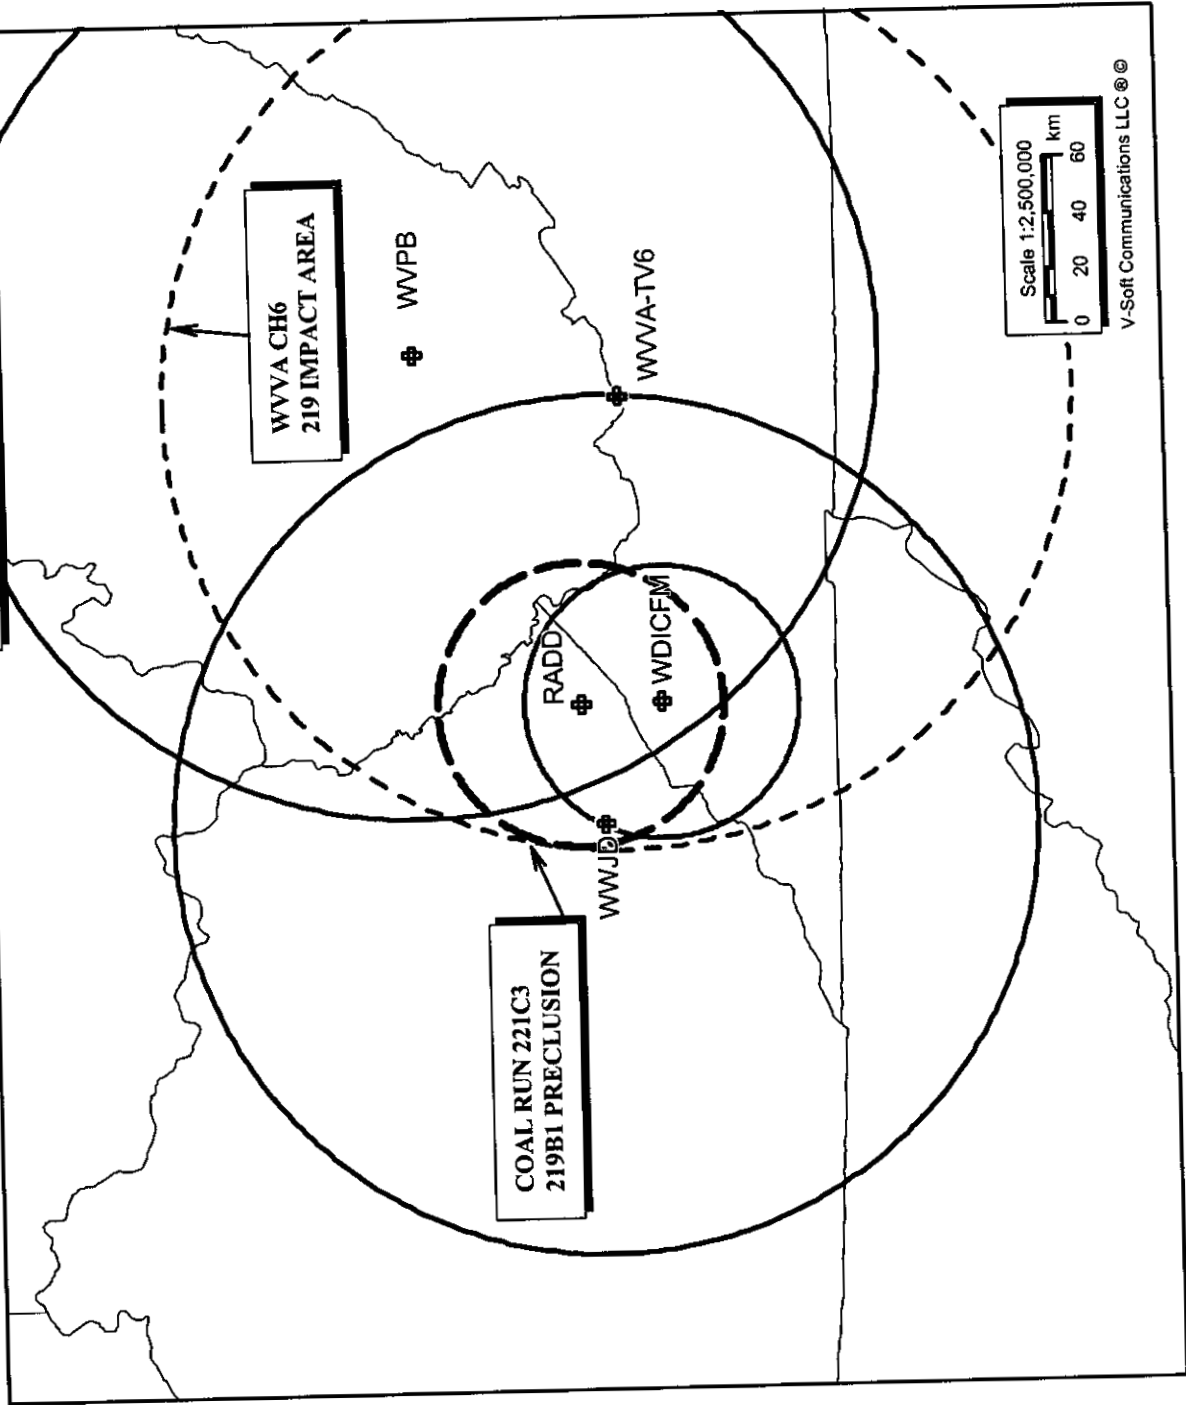 WVVA CH6
219 IMPACT AREA
WVPB
WVVA-TV6
RADD
WDICFM
WWJD
COAL RUN 221C3
219B1 PRECLUSION
Scale 1:2,500,000
km
0 20 40 60
V-Soft Communications LLC ® ©